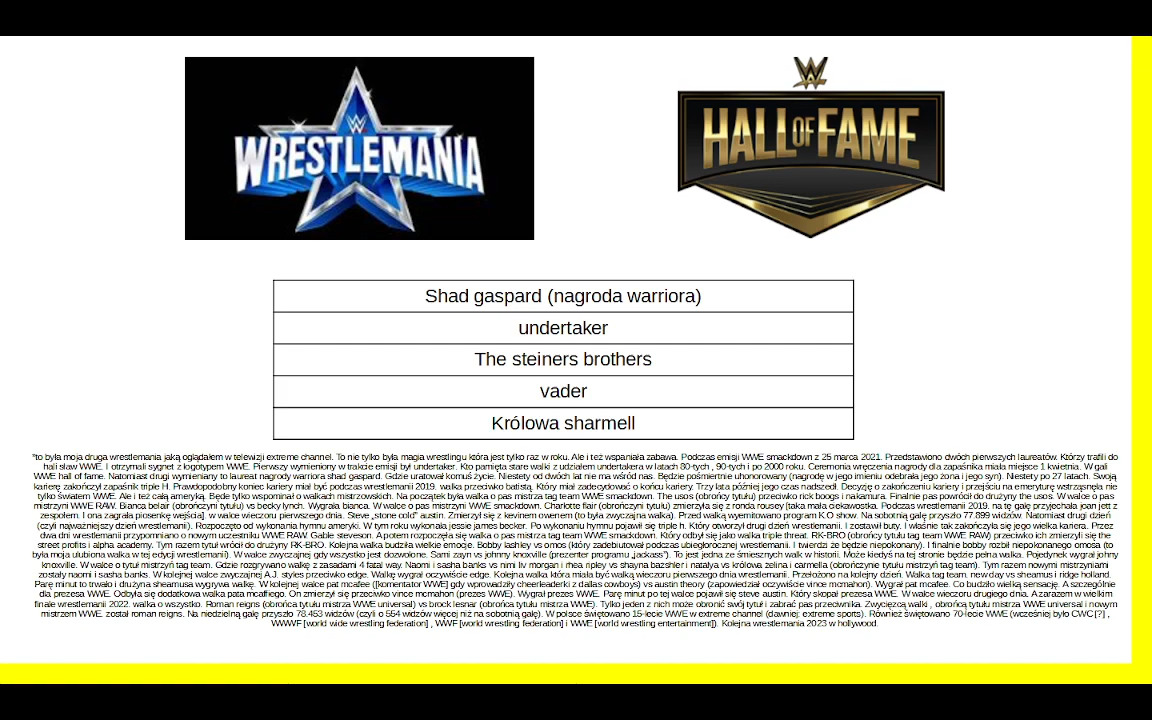 W
WRESTLEMANIA
W
HALL OF FAME
Shad gaspard (nagroda warriora)
undertaker
The steiners brothers
vader
Królowa sharmell
*to była moja druga wrestlemania jaką oglądałem w telewizji extreme channel. To nie tylko była magia wrestlingu która jest tylko raz w roku. Ale i też wspaniała zabawa. Podczas emisji WWE smackdown z 25 marca 2021. Przedstawiono dwóch pierwszych laureatów. Którzy trafili do
hali sław WWE. I otrzymali sygnet z logotypem WWE. Pierwszy wymieniony w trakcie emisji był undertaker. Kto pamięta stare walki z udziałem undertakera w latach 80-tych , 90-tych i po 2000 roku. Ceremonia wręczenia nagrody dla zapaśnika miała miejsce 1 kwietnia. W gali
WWE hall of fame. Natomiast drugi wymieniany to laureat nagrody warriora shad gaspard. Gdzie uratował komuś życie. Niestety od dwóch lat nie ma wśród nas. Będzie pośmiertnie uhonorowany (nagrodę w jego imieniu odebrała jego żona i jego syn). Niestety po 27 latach. Swoją
karierę zakończył zapaśnik triple H. Prawdopodobny koniec kariery miał być podczas wrestlemanii 2019. walka przeciwko batistą. Który miał zadecydować o końcu kariery. Trzy lata później jego czas nadszedł. Decyzję o zakończeniu kariery i przejściu na emeryturę wstrząsnęła nie
tylko światem WWE. Ale i też całą ameryką. Będe tylko wspominał o walkach mistrzowskich. Na początek była walka o pas mistrza tag team WWE smackdown. The usos (obrońcy tytułu) przeciwko rick boogs i nakamura. Finalnie pas powrócił do drużyny the usos. W walce o pas
mistrzyni WWE RAW. Bianca belair (obrończyni tytułu) vs becky lynch. Wygrała bianca. W walce o pas mistrzyni WWE smackdown. Charlotte flair (obrończyni tytułu) zmierzyła się z ronda rousey [taka mała ciekawostka. Podczas wrestlemanii 2019. na tę galę przyjechała joan jett z
zespołem. I ona zagrała piosenkę wejścia]. w walce wieczoru pierwszego dnia. Steve „stone cold” austin. Zmierzył się z kevinem owenem (to była zwyczajna walka). Przed walką wyemitowano program K.O show. Na sobotnią galę przyszło 77.899 widzów. Natomiast drugi dzień
(czyli najważniejszy dzień wrestlemanii). Rozpoczęto od wykonania hymnu ameryki. W tym roku wykonała jessie james becker. Po wykonaniu hymnu pojawił się triple h. Który otworzył drugi dzień wrestlemanii. I zostawił buty. I właśnie tak zakończyła się jego wielka kariera. Przez
dwa dni wrestlemanii przypomniano o nowym uczestniku WWE RAW. Gable steveson. A potem rozpoczęła się walka o pas mistrza tag team WWE smackdown. Który odbył się jako walka triple threat. RK-BRO (obrońcy tytułu tag team WWE RAW) przeciwko ich zmierzyli się the
street profits i alpha academy. Tym razem tytuł wrócił do drużyny RK-BRO. Kolejna walka budziła wielkie emocje. Bobby lashley vs omos (który zadebiutował podczas ubiegłorocznej wrestlemanii. I twierdzi że będzie niepokonany). I finalnie bobby rozbił niepokonanego omosa (to
była moja ulubiona walka w tej edycji wrestlemanii). W walce zwyczajnej gdy wszystko jest dozwolone. Sami zayn vs johnny knoxville (prezenter programu „jackass”). To jest jedna ze śmiesznych walk w historii. Może kiedyś na tej stronie będzie pełna walka. Pojedynek wygrał johny
knoxville. W walce o tytuł mistrzyń tag team. Gdzie rozgrywano walkę z zasadami 4 fatal way. Naomi i sasha banks vs nimi liv morgan i rhea ripley vs shayna bazshler i natalya vs królowa zelina i carmella (obrończynie tytułu mistrzyń tag team). Tym razem nowymi mistrzyniami
zostały naomi i sasha banks. W kolejnej walce zwyczajnej A.J. styles przeciwko edge. Walkę wygrał oczywiście edge. Kolejna walka która miała być walką wieczoru pierwszego dnia wrestlemanii. Przełożono na kolejny dzień. Walka tag team. new day vs sheamus i ridge holland.
Parę minut to trwało i drużyna sheamusa wygrywa walkę. W kolejnej walce pat mcafee ([komentator WWE] gdy wprowadziły cheerleaderki z dallas cowboys) vs austin theory (zapowiedział oczywiście vince mcmahon). Wygrał pat mcafee. Co budziło wielką sensację. A szczególnie
dla prezesa WWE. Odbyła się dodatkowa walka pata mcaffiego. On zmierzył się przeciwko vince mcmahon (prezes WWE). Wygrał prezes WWE. Parę minut po tej walce pojawił się steve austin. Który skopał prezesa WWE. W walce wieczoru drugiego dnia. A zarazem w wielkim
finale wrestlemanii 2022. walka o wszystko. Roman reigns (obrońca tytułu mistrza WWE universal) vs brock lesnar (obrońca tytułu mistrza WWE). Tylko jeden z nich może obronić swój tytuł i zabrać pas przeciwnika. Zwycięzcą walki , obrońcą tytułu mistrza WWE universal i nowym
mistrzem WWE. został roman reigns. Na niedzielną galę przyszło 78.453 widzów (czyli o 554 widzów więcej niż na sobotnią galę). W polsce świętowano 15-lecie WWE w extreme channel (dawniej: extreme sports). Również świętowano 70-lecie WWE (wcześniej było CWC [?] ,
WWWF [world wide wrestling federation] , WWF [world wrestling federation] i WWE [world wrestling entertainment]). Kolejna wrestlemania 2023 w hollywood.